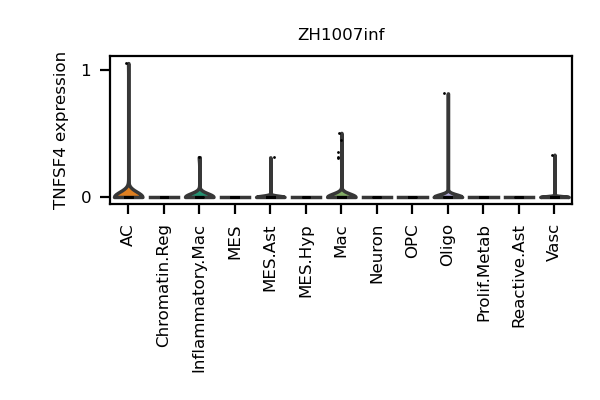 ZH1007inf
TNFSF4 expression
1
0
AC
Chromatin.Reg
Inflammatory.Mac
MES
MES.Ast
MES.Hyp
Mac
Neuron
OPC
Oligo
Prolif.Metab
Reactive.Ast
Vasc